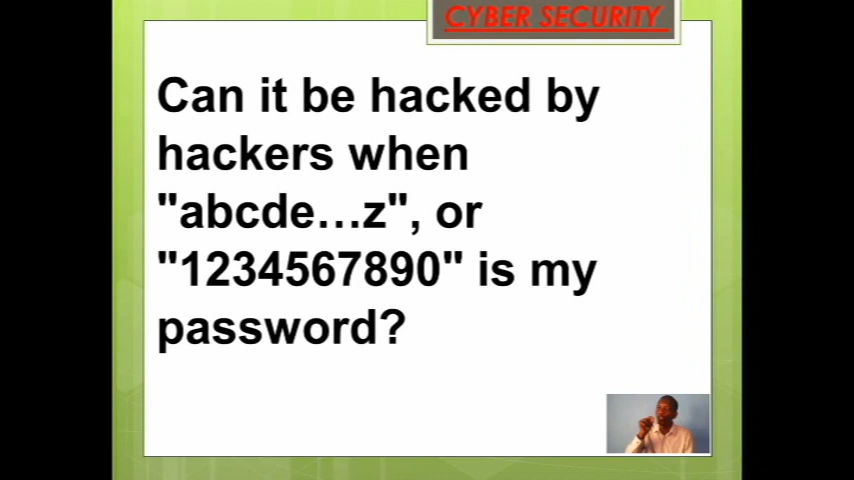 CYBER SECURITY
Can it be hacked by
hackers when
"abcde...z", or
"1234567890" is my
password?